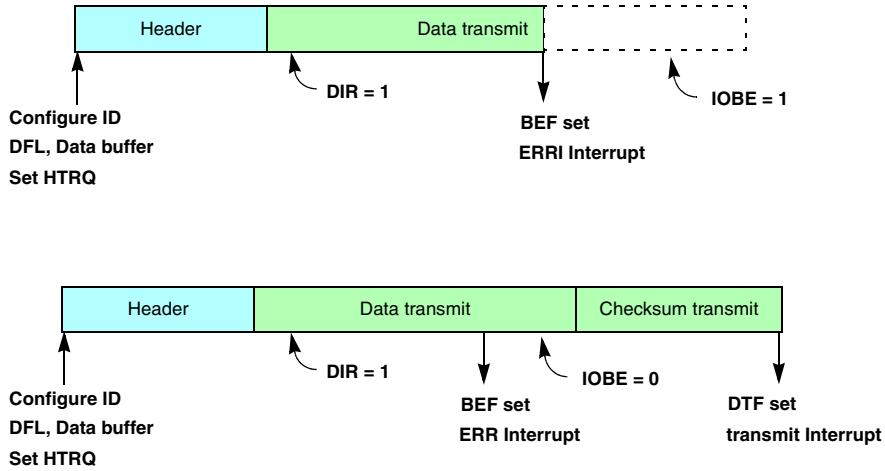 Header
Data transmit
DIR = 1
IOBE = 1
Configure ID
DFL, Data buffer
Set HTRQ
BEF set
ERRI Interrupt
Header
Data transmit
Checksum transmit
DIR = 1
IOBE = 0
Configure ID
DFL, Data buffer
Set HTRQ
BEF set
ERR Interrupt
DTF set
transmit Interrupt